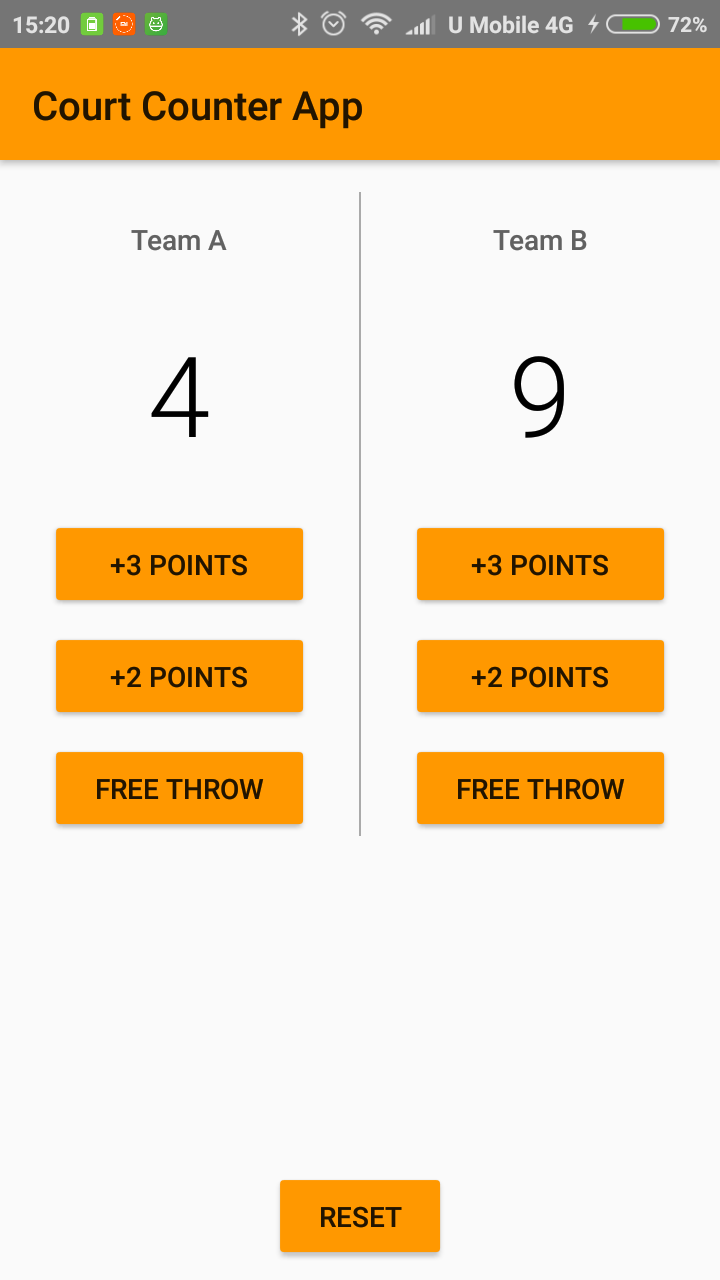 15:20 U Mobile 4G 72%
Court Counter App
Team A Team B
4 9
+3 POINTS +3 POINTS
+2 POINTS +2 POINTS
FREE THROW FREE THROW
RESET